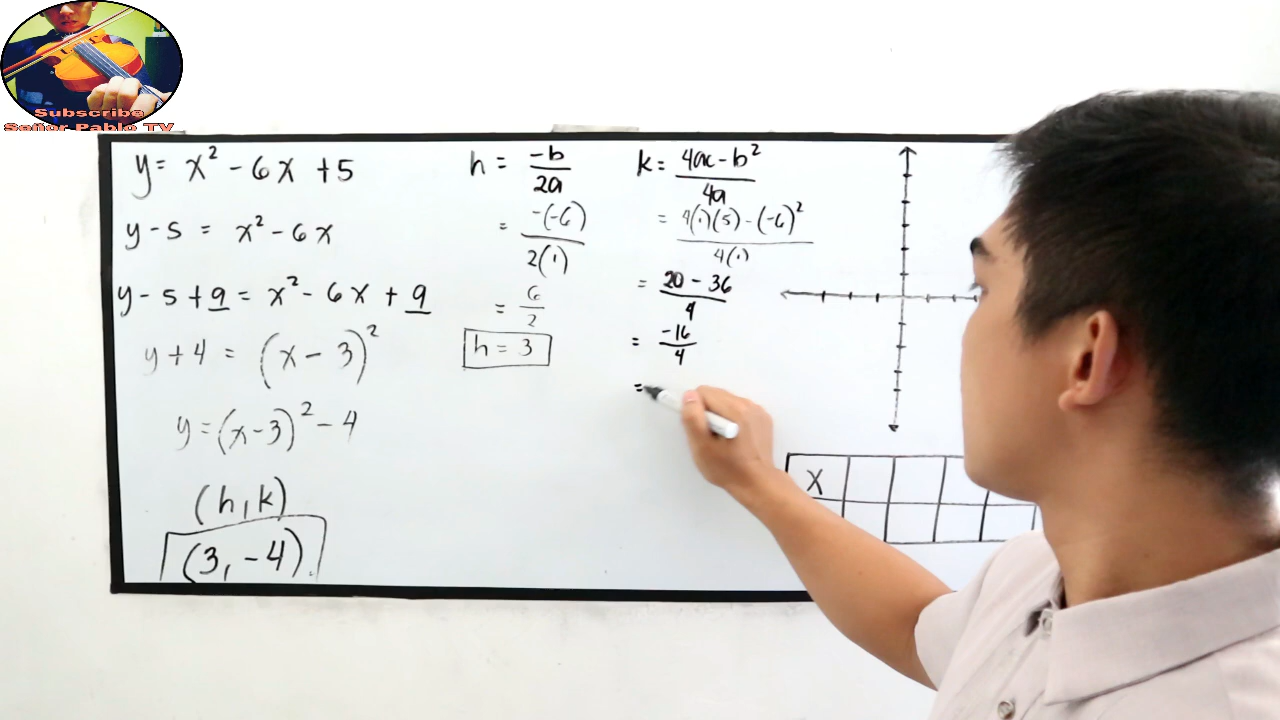 Subscribe
Señor Pablo TV
y = x² - 6x + 5
y - 5 = x² - 6x
y - 5 + 9 = x² - 6x + 9
y + 4 = (x - 3)²
y = (x - 3)² - 4
(h, k)
(3, -4).
h = -b/2a
= -(-6)/2(1)
= 6/2
h = 3
k = 4ac - b²/4a
= 4(1)(5) - (-6)²/4(1)
= 20 - 36/4
= -16/4
=
X